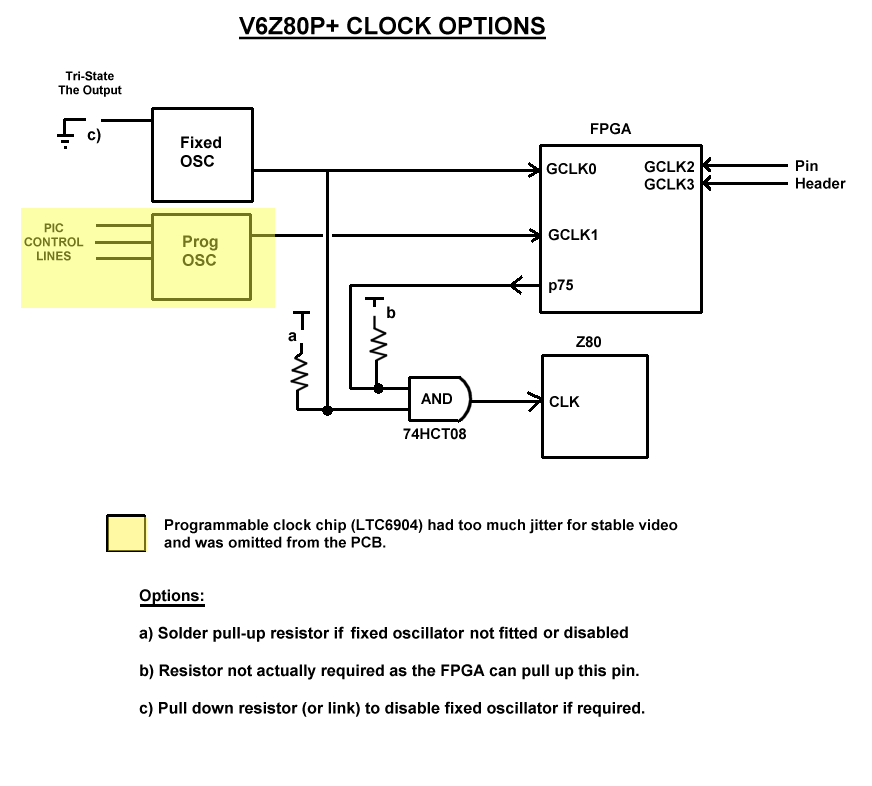 V6Z80P+ CLOCK OPTIONS
Tri-State
The Output
c)
Fixed
OSC
FPGA
GCLK0
GCLK2
Pin
GCLK3
Header
PIC
CONTROL
LINES
Prog
OSC
GCLK1
p75
b
a
Z80
AND
CLK
74HCT08
Programmable clock chip (LTC6904) had too much jitter for stable video
and was omitted from the PCB.
Options:
a) Solder pull-up resistor if fixed oscillator not fitted or disabled
b) Resistor not actually required as the FPGA can pull up this pin.
c) Pull down resistor (or link) to disable fixed oscillator if required.